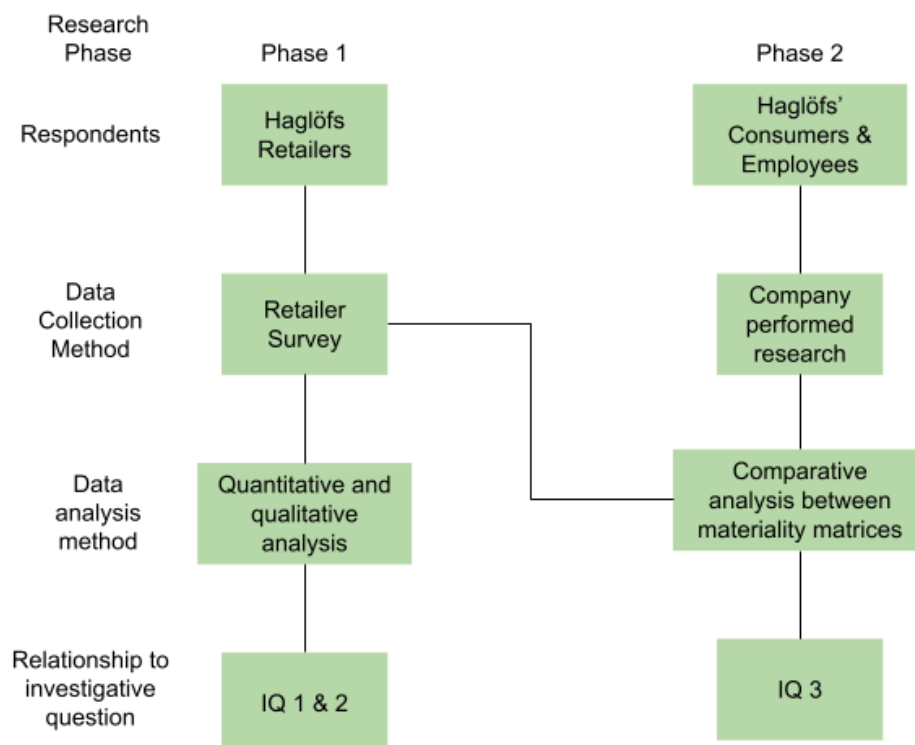 Research
Phase
Phase 1
Phase 2
Respondents
Haglöfs
Retailers
Haglöfs’
Consumers &
Employees
Data
Collection
Method
Retailer
Survey
Company
performed
research
Data
analysis
method
Quantitative and
qualitative
analysis
Comparative
analysis between
materiality matrices
Relationship to
investigative
question
IQ 1 & 2
IQ 3